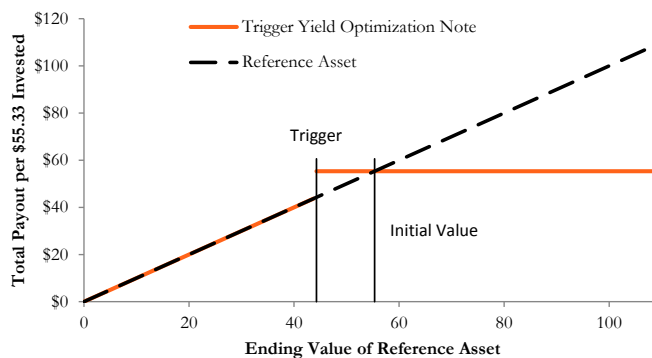 $120
$100
$80
$60
$40
$20
$0
Total Payout per $55.33 Invested
Trigger Yield Optimization Note
Reference Asset
Trigger
Initial Value
0
20
40
60
80
100
Ending Value of Reference Asset